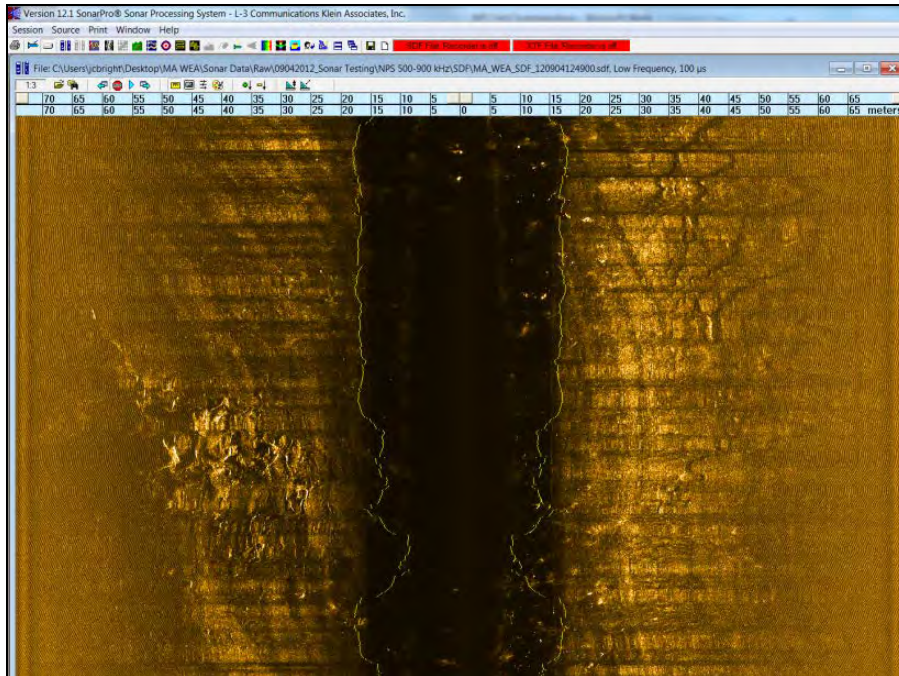 Version 12.1 SonarPro® Sonar Processing System - L-3 Communications Klein Associates, Inc.
Session Source Print Window Help
SDF File Recorder is off XTF File Recorder is off
File: C:\Users\jcbright\Desktop\MA WEA\Sonar Data\Raw\09042012_Sonar Testing\NPS 500-900 kHz\SDF\MA_WEA_SDF_120904124900.sdf, Low Frequency, 100 µs
1:3
70 65 60 55 50 45 40 35 30 25 20 15 10 5 0 5 10 15 20 25 30 35 40 45 50 55 60 65
70 65 60 55 50 45 40 35 30 25 20 15 10 5 0 5 10 15 20 25 30 35 40 45 50 55 60 65 meters